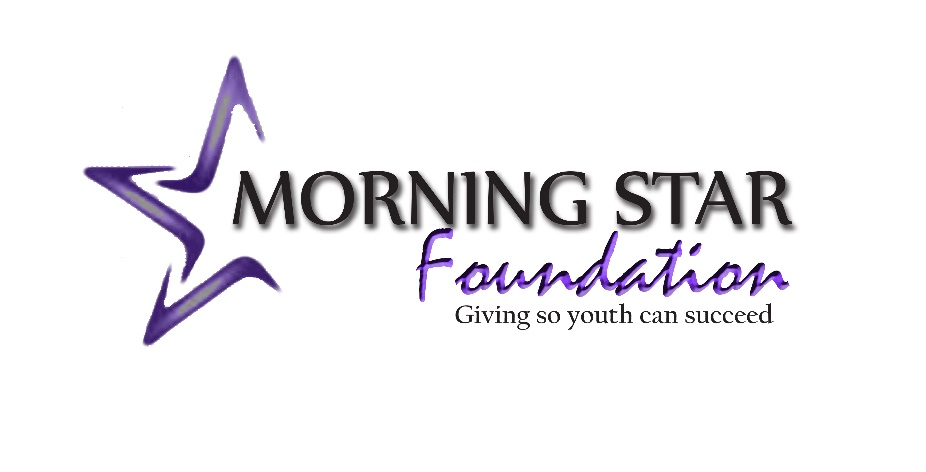 MORNING STAR
Foundation
Giving so youth can succeed